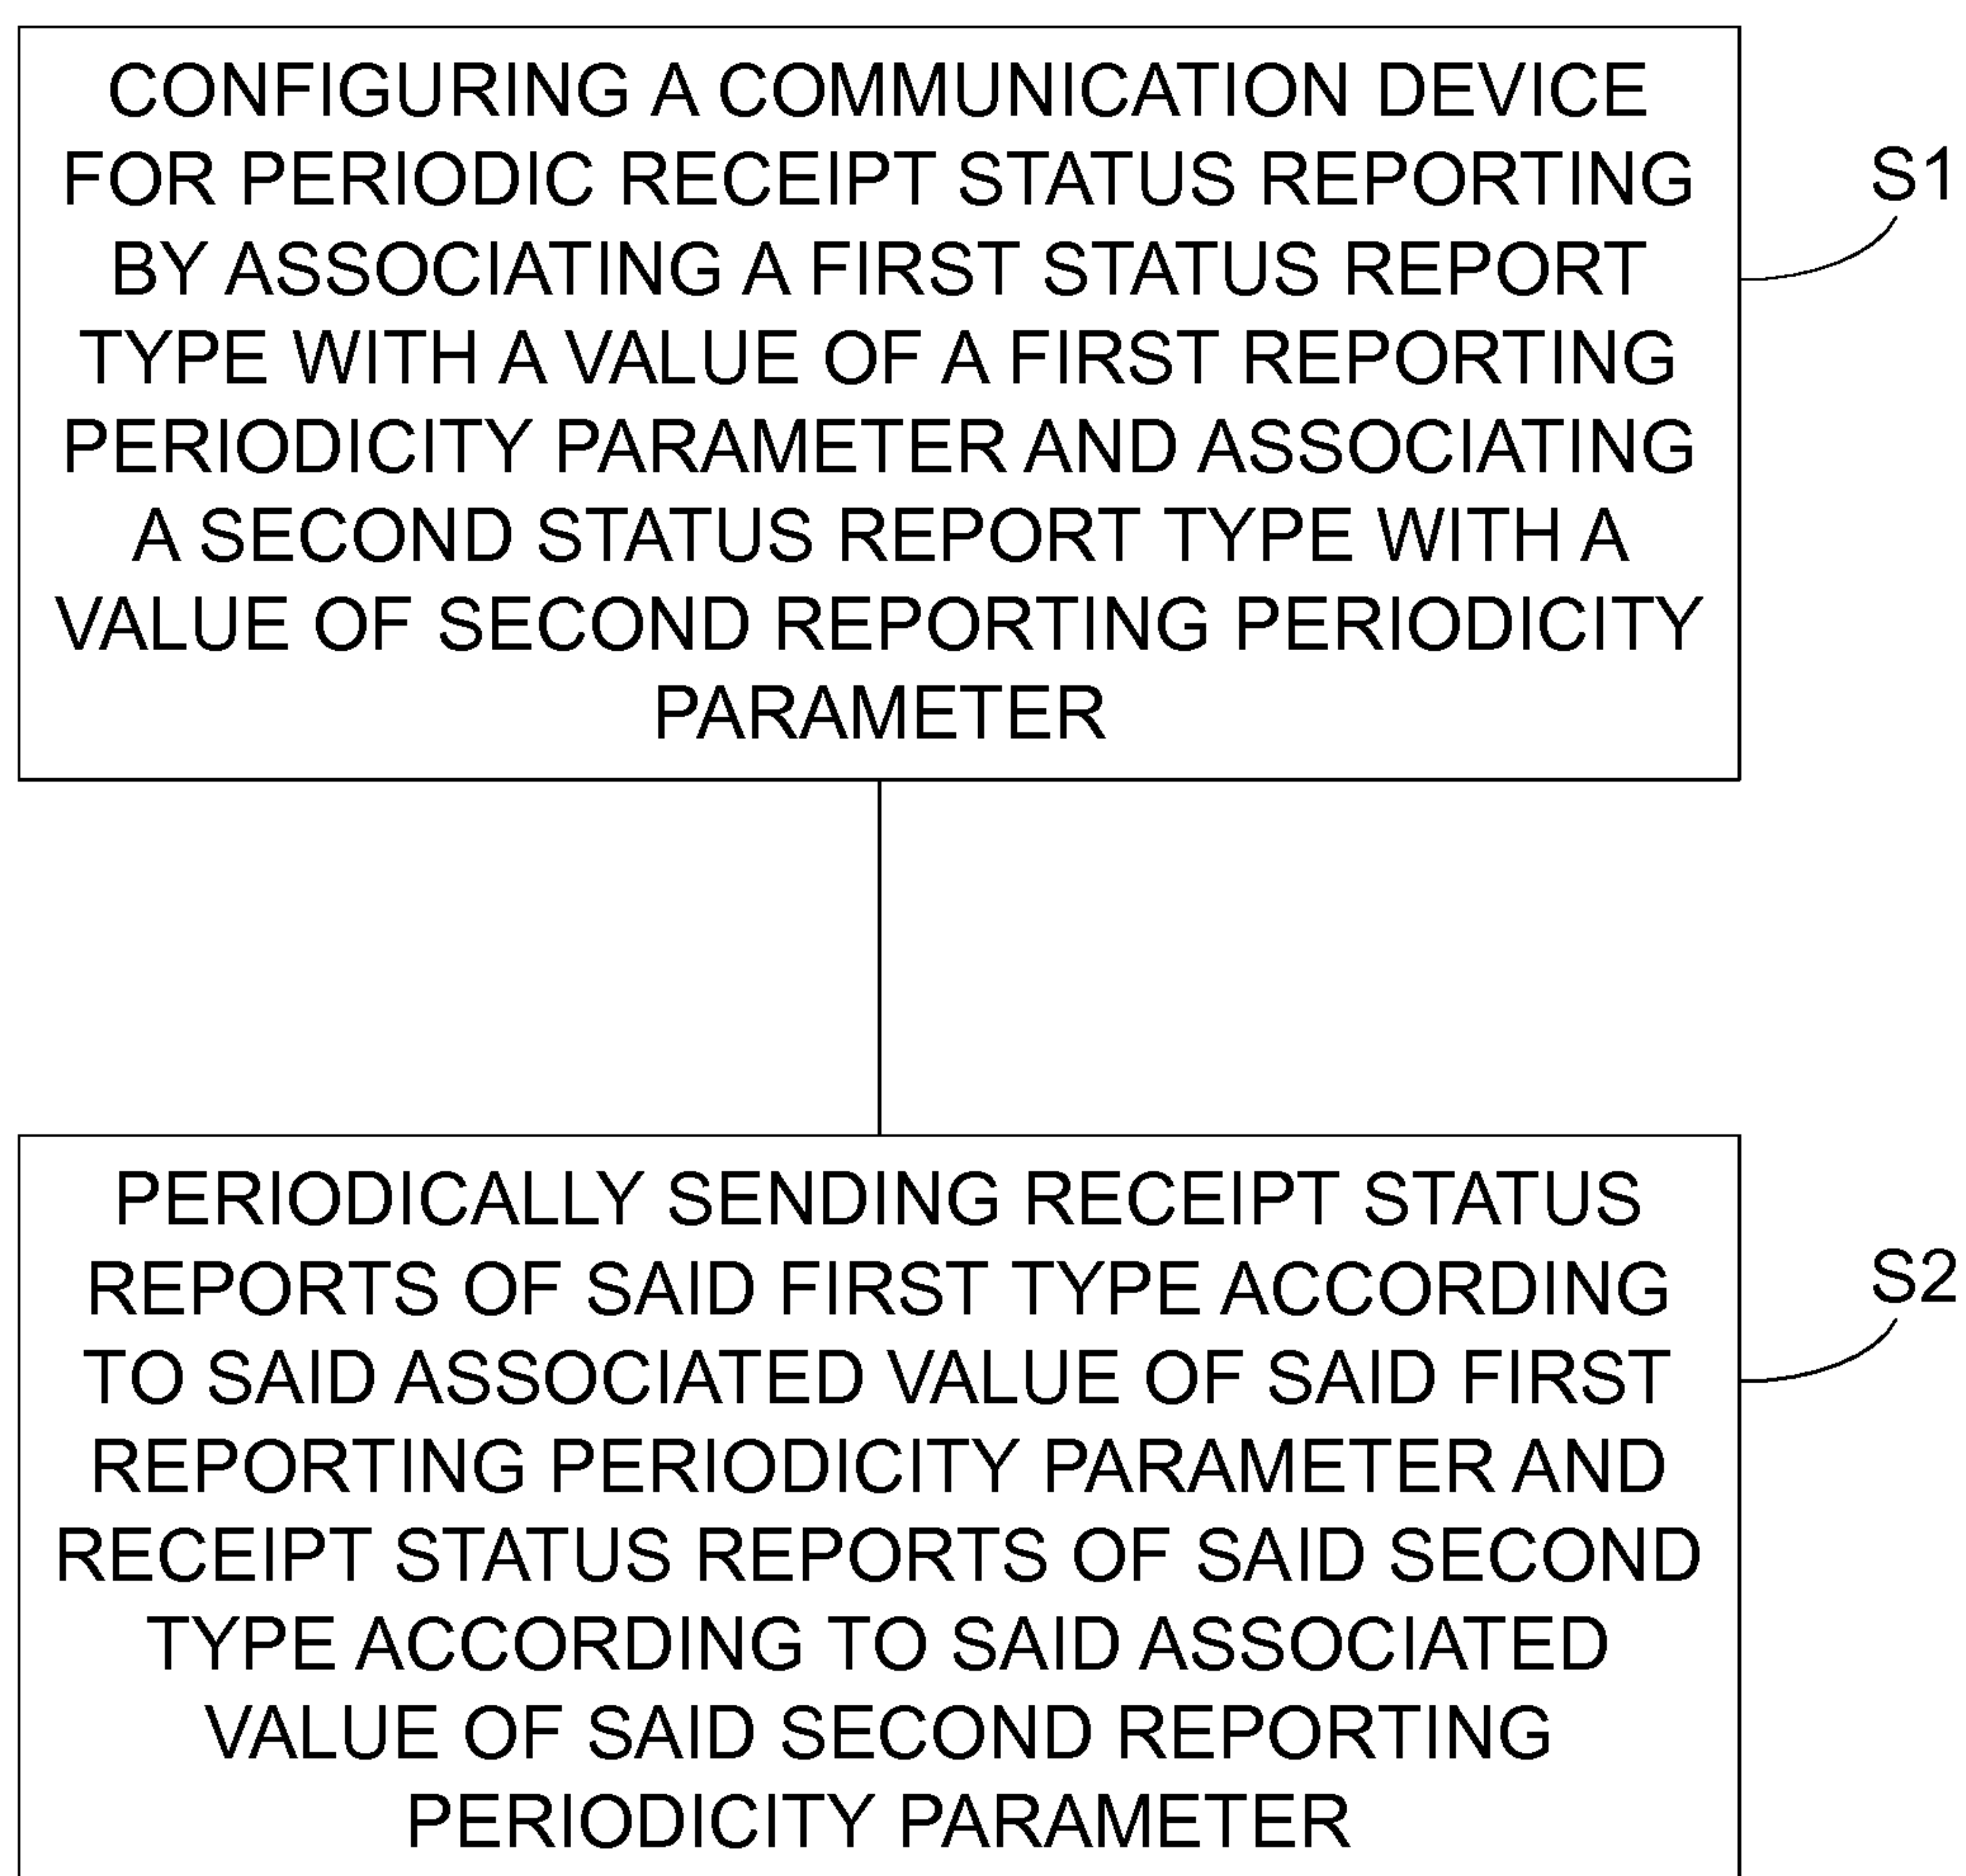 CONFIGURING A COMMUNICATION DEVICE
FOR PERIODIC RECEIPT STATUS REPORTING
BY ASSOCIATING A FIRST STATUS REPORT
TYPE WITH A VALUE OF A FIRST REPORTING
PERIODICITY PARAMETER AND ASSOCIATING
A SECOND STATUS REPORT TYPE WITH A
VALUE OF SECOND REPORTING PERIODICITY
PARAMETER
S1
PERIODICALLY SENDING RECEIPT STATUS
REPORTS OF SAID FIRST TYPE ACCORDING
TO SAID ASSOCIATED VALUE OF SAID FIRST
REPORTING PERIODICITY PARAMETER AND
RECEIPT STATUS REPORTS OF SAID SECOND
TYPE ACCORDING TO SAID ASSOCIATED
VALUE OF SAID SECOND REPORTING
PERIODICITY PARAMETER
S2